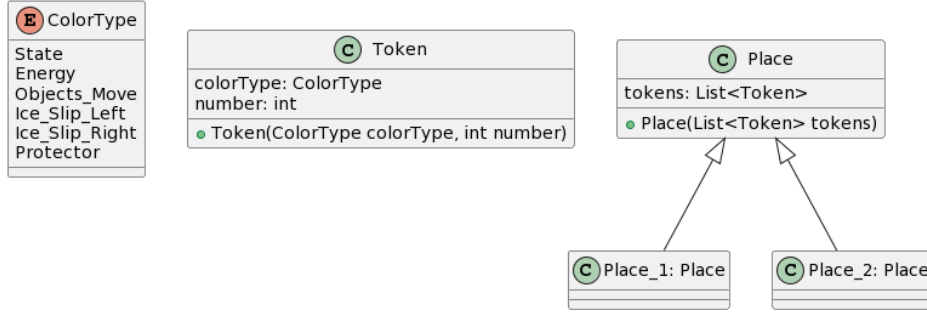 E ColorType
State
Energy
Objects_Move
Ice_Slip_Left
Ice_Slip_Right
Protector
C Token
colorType: ColorType
number: int
Token(ColorType colorType, int number)
C Place
tokens: List<Token>
Place(List<Token> tokens)
C Place_1: Place
C Place_2: Place